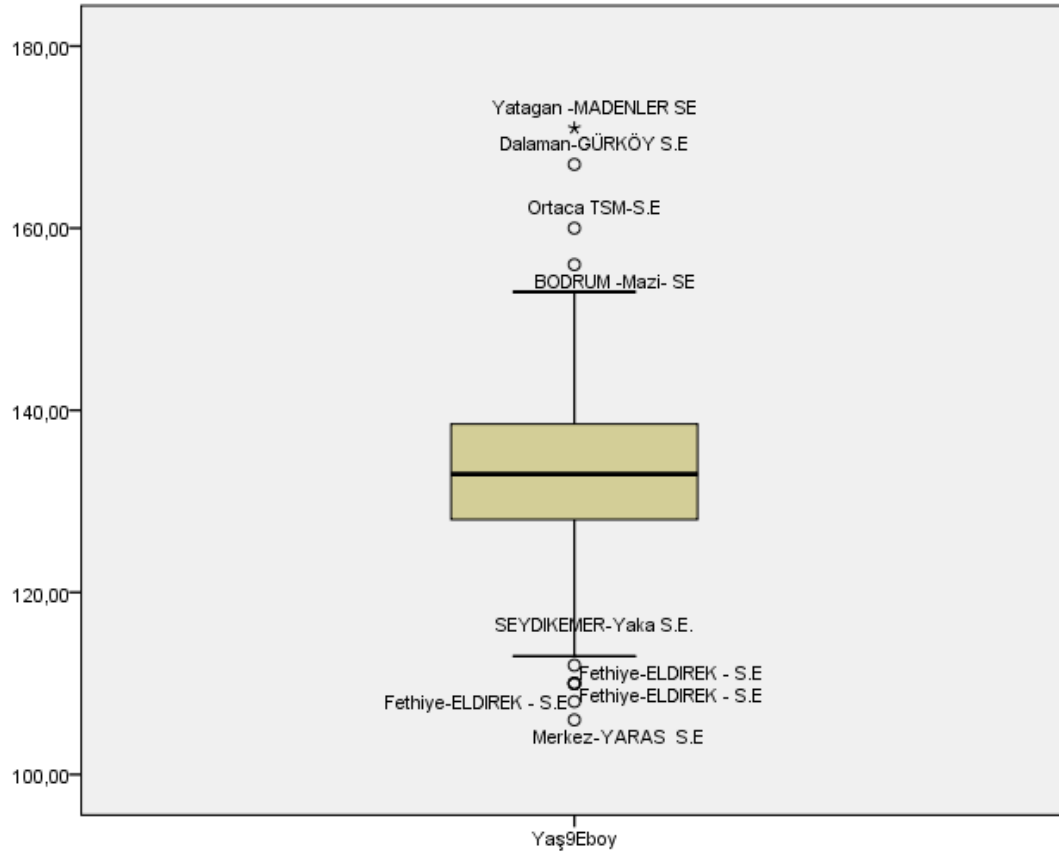 180,00
Yatagan -MADENLER SE
Dalaman-GÜRKÖY S.E
Ortaca TSM-S.E
160,00
BODRUM -Mazi- SE
140,00
120,00
SEYDIKEMER-Yaka S.E.
Fethiye-ELDIREK - S.E
Fethiye-ELDIREK - S.E
Fethiye-ELDIREK - S.E
Merkez-YARAS S.E
100,00
Yaş9Eboy